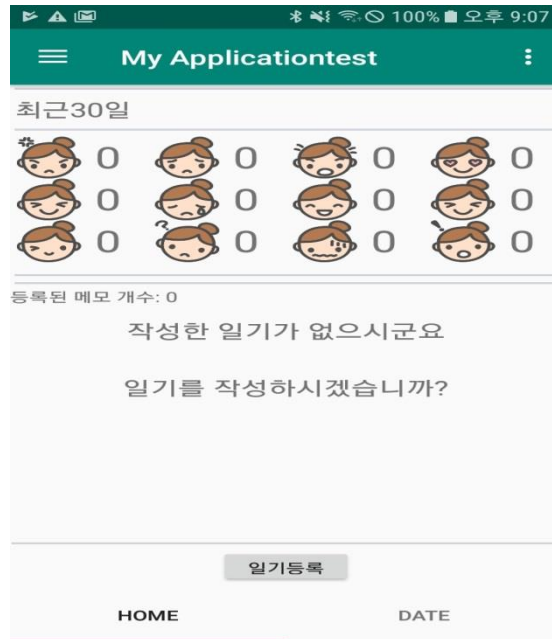 100% 오후 9:07
My Applicationtest
최근30일
0 0 0 0
0 0 0 0
0 0 0 0
등록된 메모 개수: 0
작성한 일기가 없으시군요
일기를 작성하시겠습니까?
일기등록
HOME DATE